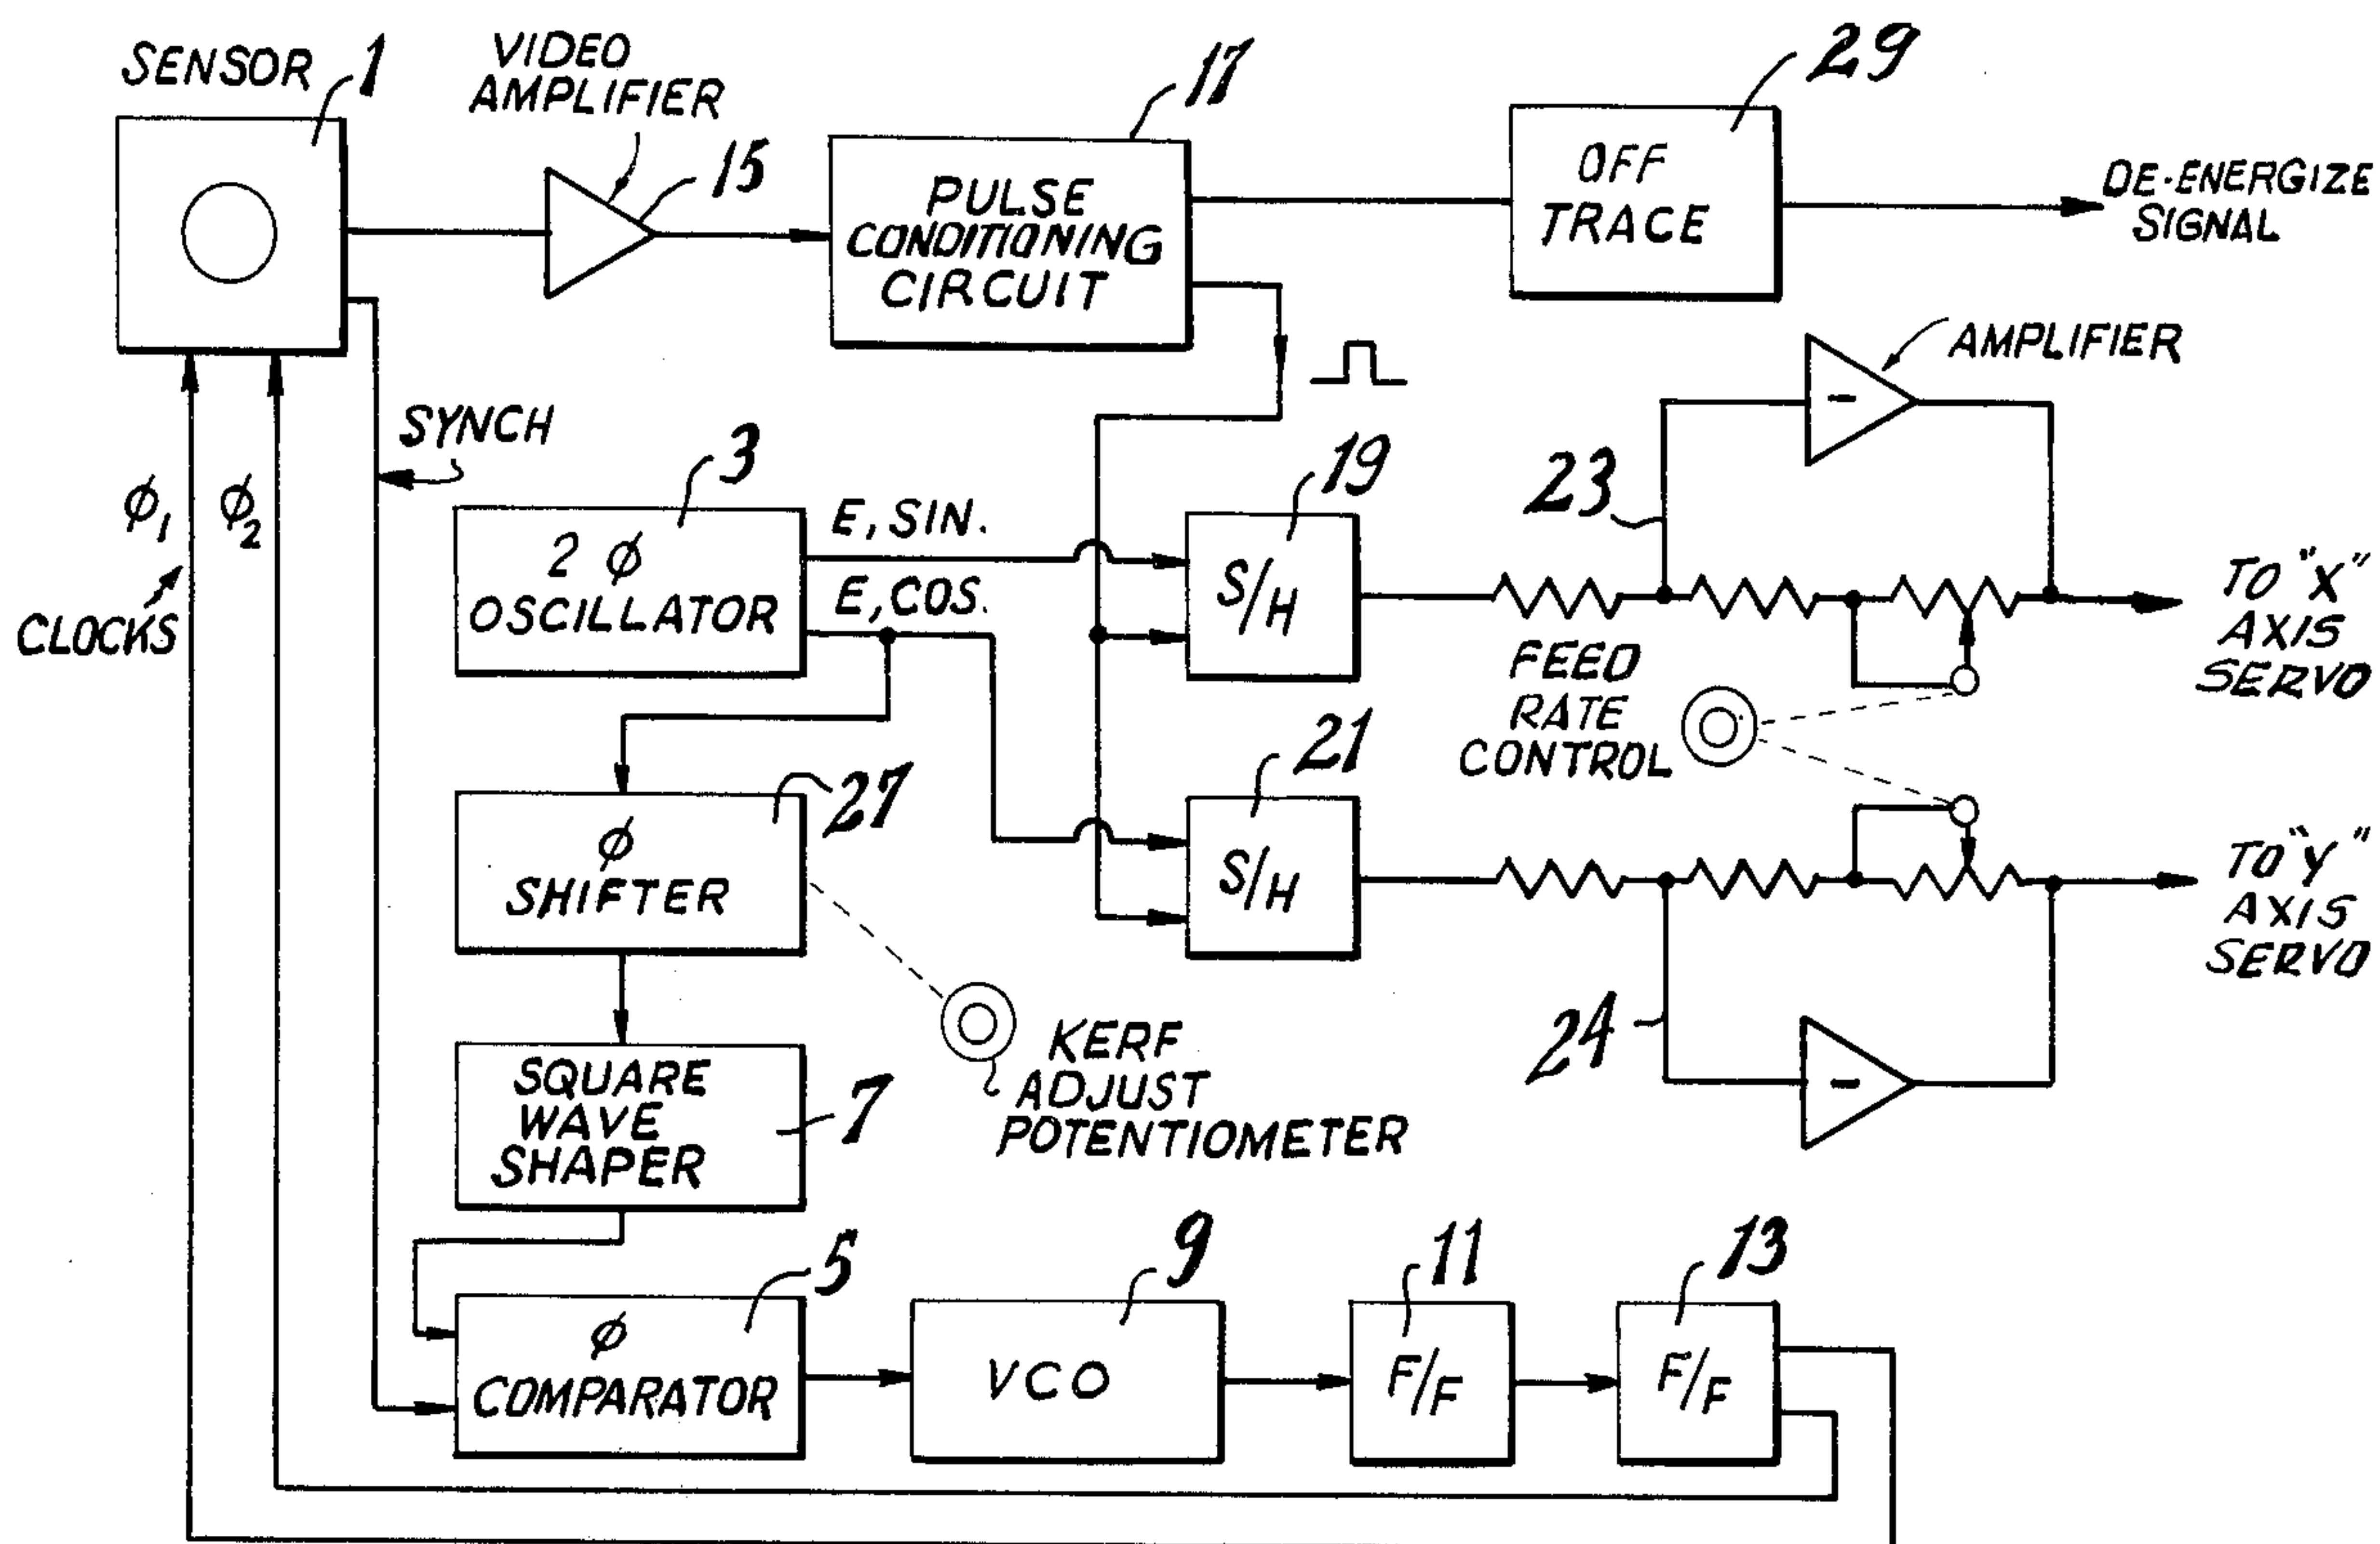 SENSOR
1
VIDEO
AMPLIFIER
15
17
PULSE
CONDITIONING
CIRCUIT
29
OFF
TRACE
DE-ENERGIZE
SIGNAL
AMPLIFIER
-
SYNCH
ϕ1
ϕ2
CLOCKS
3
2 ϕ
OSCILLATOR
E, SIN.
E, COS.
19
S/H
23
TO "X"
AXIS
SERVO
FEED
RATE
CONTROL
27
ϕ
SHIFTER
21
S/H
TO "Y"
AXIS
SERVO
24
-
KERF
ADJUST
POTENTIOMETER
SQUARE
WAVE
SHAPER
7
5
ϕ
COMPARATOR
9
VCO
11
F/F
13
F/F